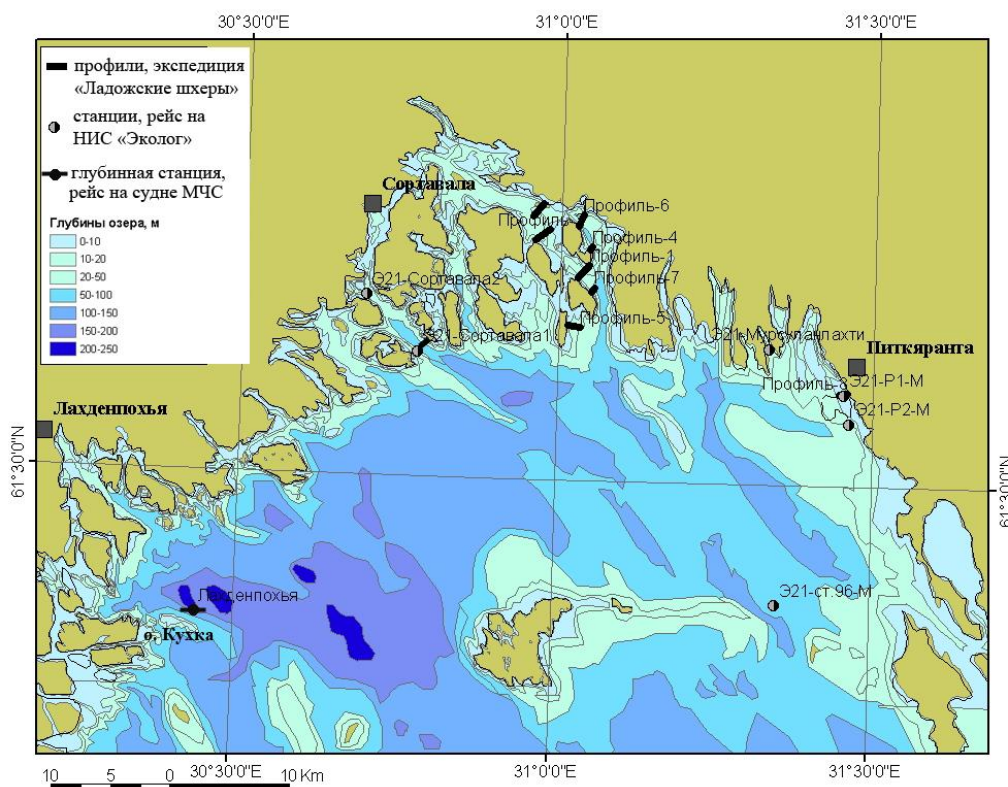 30°30'0"E
31°0'0"E
31°30'0"E
профили, экспедиция
«Ладожские шхеры»
станции, рейс на
НИС «Эколог»
глубинная станция,
рейс на судне МЧС
Глубины озера, м
0-10
10-20
20-50
50-100
100-150
150-200
200-250
Сортавала
Профиль-6
Профиль
Профиль-4
Профиль-1
Э21-Сортавала2
Профиль-7
Профиль-5
Э21-Сортавала1
Э21-Мурсуланлахти
Питкяранта
Профиль-8
Э21-Р1-М
Э21-Р2-М
Лахденпохья
61°30'0"N
61°30'0"N
Э21-ст.96-М
Лахденпохья
о. Кухка
10 5 0 10 Km
30°30'0"E
31°0'0"E
31°30'0"E